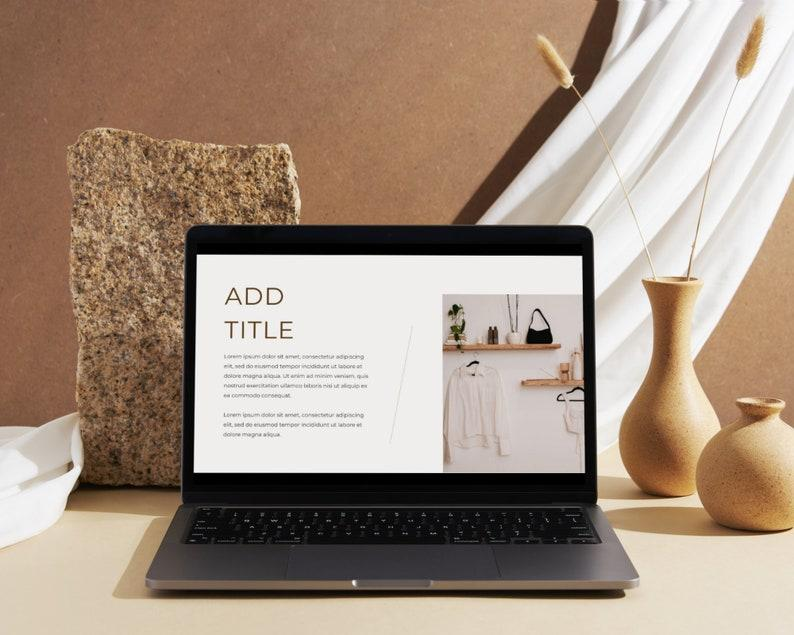 ADD
TITLE
Lorem ipsum dolor sit amet, consectetur adipiscing
elit, sed do eiusmod tempor incididunt ut labore et
dolore magna aliqua. Ut enim ad minim veniam, quis
nostrud exercitation ullamco laboris nisi ut aliquip ex
ea commodo consequat.
Lorem ipsum dolor sit amet, consectetur adipiscing
elit, sed do eiusmod tempor incididunt ut labore et
dolore magna aliqua.